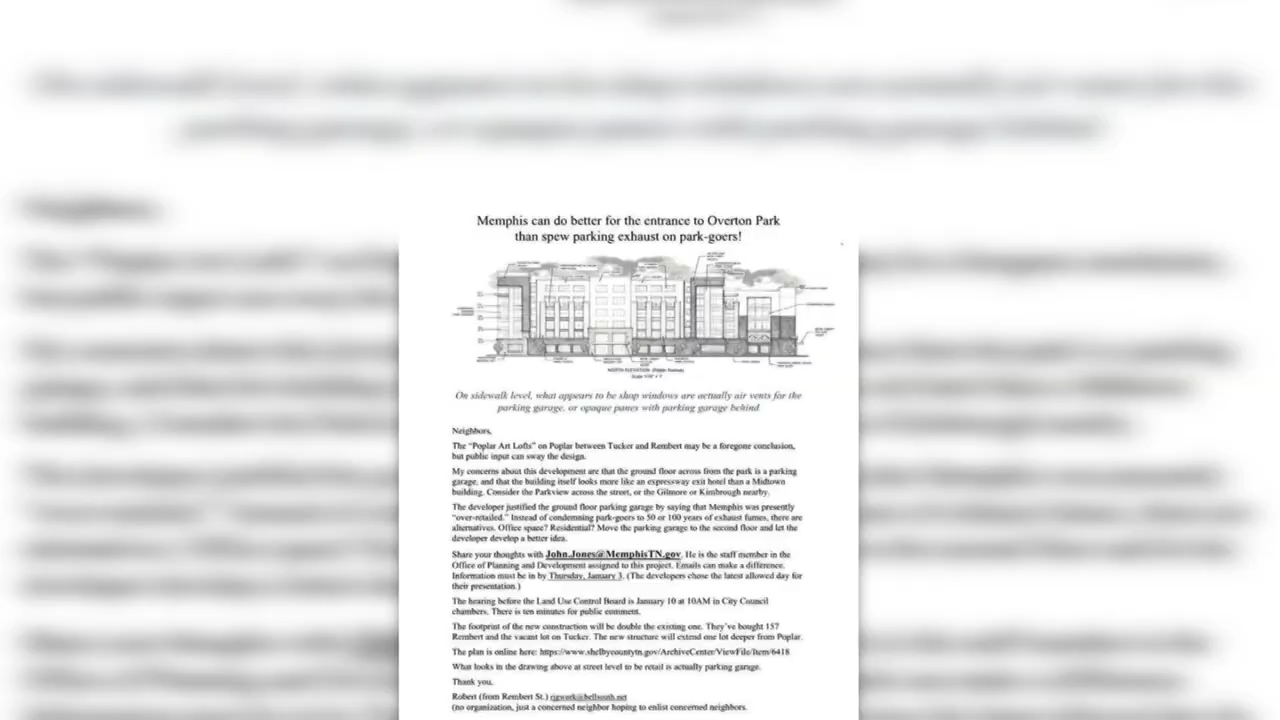 Memphis can do better for the entrance to Overton Park
than spew parking exhaust on park-goers!
NORTH ELEVATION (Poplar Avenue)
On sidewalk level, what appears to be shop windows are actually air vents for the
parking garage, or opaque panes with parking garage behind
Neighbors,
The "Poplar Art Lofts" on Poplar between Tucker and Rembert may be a foregone conclusion,
but public input can sway the design.
My concerns about this development are that the ground floor across from the park is a parking
garage, and that the building itself looks more like an expressway exit hotel than a Midtown
building. Consider the Parkview across the street, or the Gilmore or Kimbrough nearby.
The developer justified the ground floor parking garage by saying that Memphis was presently
"over-retailed." Instead of condemning park-goers to 50 or 100 years of exhaust fumes, there are
alternatives. Office space? Residential? Move the parking garage to the second floor and let the
developer develop a better idea.
Share your thoughts with John.Jones@MemphisTN.gov. He is the staff member in the
Office of Planning and Development assigned to this project. Emails can make a difference.
Information must be in by Thursday, January 3. (The developers chose the latest allowed day for
their presentation.)
The hearing before the Land Use Control Board is January 10 at 10AM in City Council
chambers. There is ten minutes for public comment.
The footprint of the new construction will be double the existing one. They've bought 157
Rembert and the vacant lot on Tucker. The new structure will extend one lot deeper from Poplar.
The plan is online here: https://www.shelbycountytn.gov/ArchiveCenter/ViewFile/Item/6418
What looks in the drawing above at street level to be retail is actually parking garage.
Thank you,
Robert (from Rembert St.) rjgwork@bellsouth.net
(no organization, just a concerned neighbor hoping to enlist concerned neighbors.